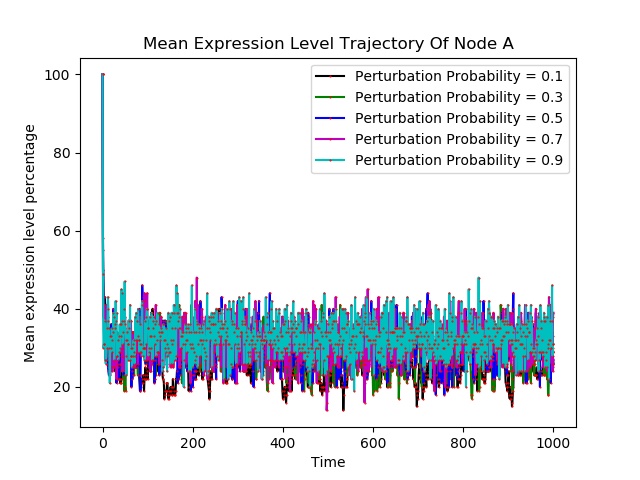 Mean Expression Level Trajectory Of Node A
Perturbation Probability = 0.1
Perturbation Probability = 0.3
Perturbation Probability = 0.5
Perturbation Probability = 0.7
Perturbation Probability = 0.9
Mean expression level percentage
100
80
60
40
20
0 200 400 600 800 1000
Time